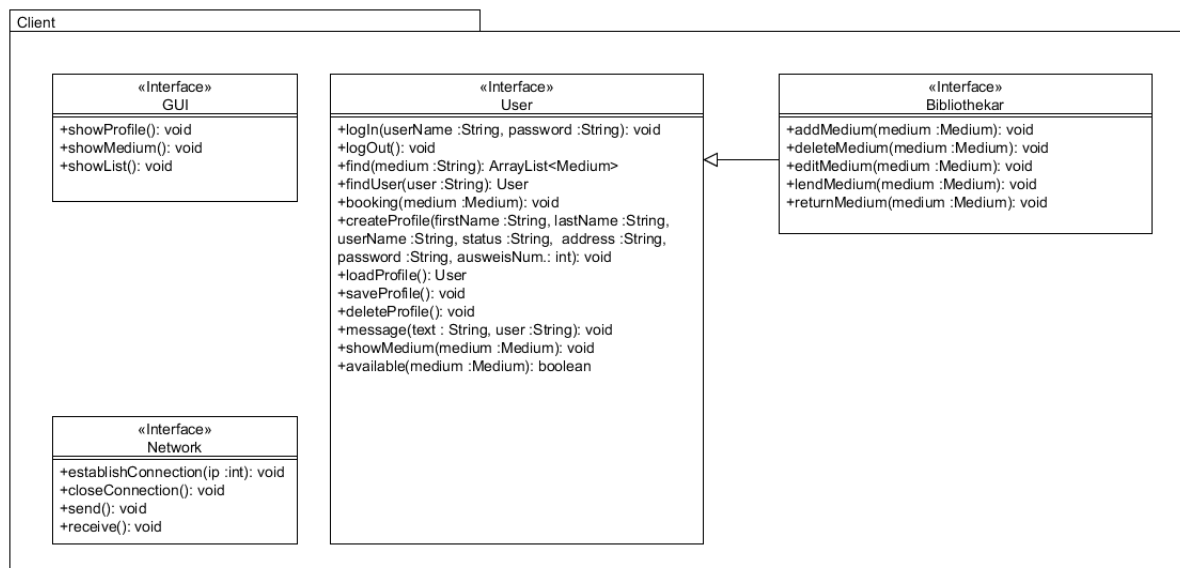 Client
«Interface»
GUI
+showProfile(): void
+showMedium(): void
+showList(): void
«Interface»
User
+logIn(userName :String, password :String): void
+logOut(): void
+find(medium :String): ArrayList<Medium>
+findUser(user :String): User
+booking(medium :Medium): void
+createProfile(firstName :String, lastName :String,
userName :String, status :String,  address :String,
password :String, ausweisNum.: int): void
+loadProfile(): User
+saveProfile(): void
+deleteProfile(): void
+message(text : String, user :String): void
+showMedium(medium :Medium): void
+available(medium :Medium): boolean
«Interface»
Bibliothekar
+addMedium(medium :Medium): void
+deleteMedium(medium :Medium): void
+editMedium(medium :Medium): void
+lendMedium(medium :Medium): void
+returnMedium(medium :Medium): void
«Interface»
Network
+establishConnection(ip :int): void
+closeConnection(): void
+send(): void
+receive(): void